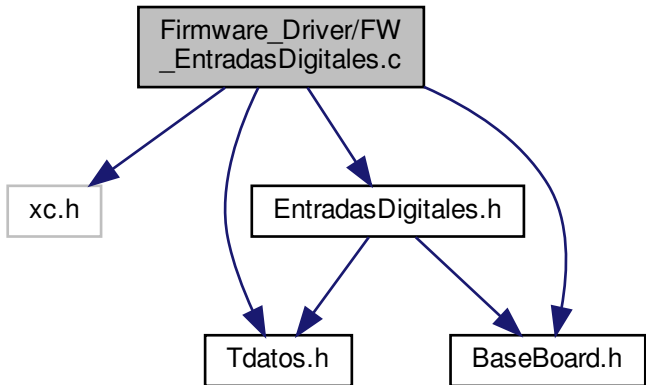 Firmware_Driver/FW
_EntradasDigitales.c
xc.h
EntradasDigitales.h
Tdatos.h
BaseBoard.h